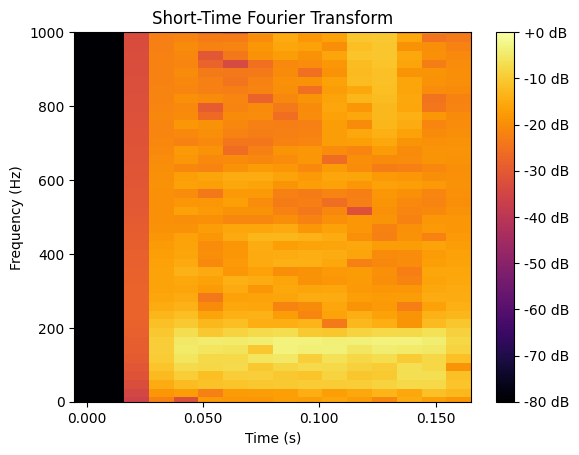 Short-Time Fourier Transform
1000
800
600
400
200
0
Frequency (Hz)
0.000
0.050
0.100
0.150
Time (s)
+0 dB
-10 dB
-20 dB
-30 dB
-40 dB
-50 dB
-60 dB
-70 dB
-80 dB